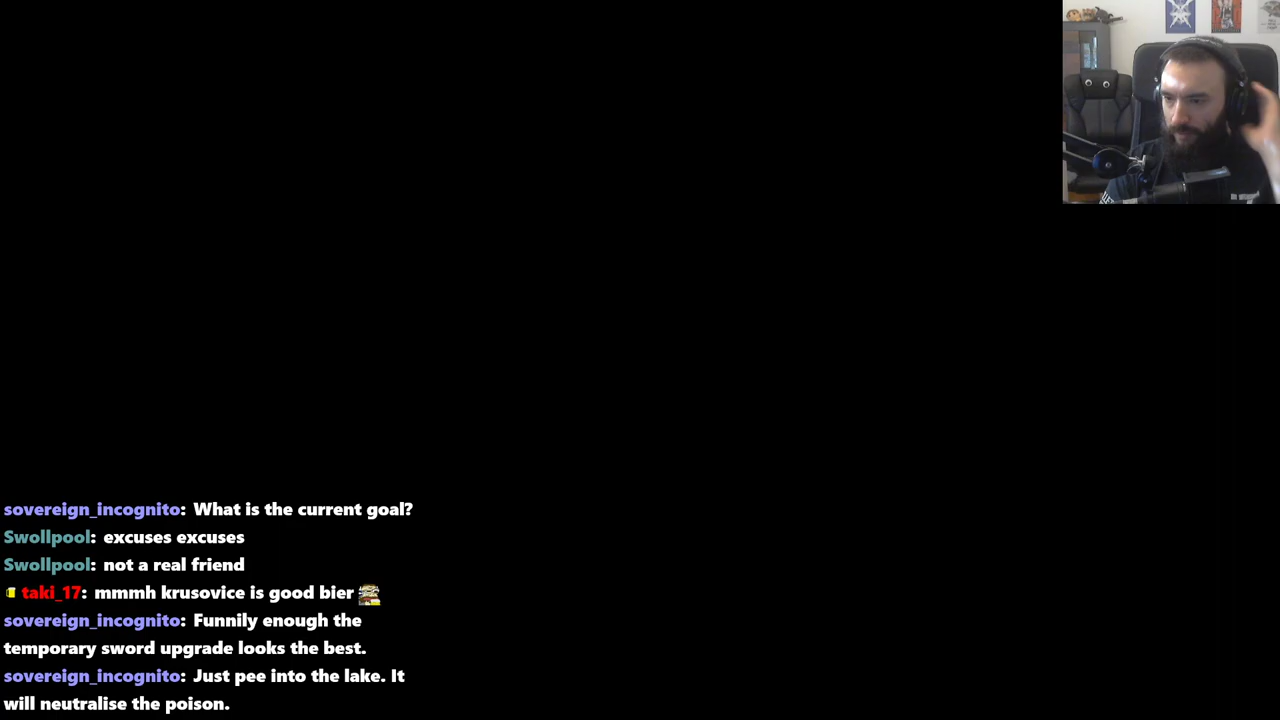 sovereign_incognito: What is the current goal?
Swollpool: excuses excuses
Swollpool: not a real friend
taki_17: mmmh krusovice is good bier
sovereign_incognito: Funnily enough the
temporary sword upgrade looks the best.
sovereign_incognito: Just pee into the lake. It
will neutralise the poison.